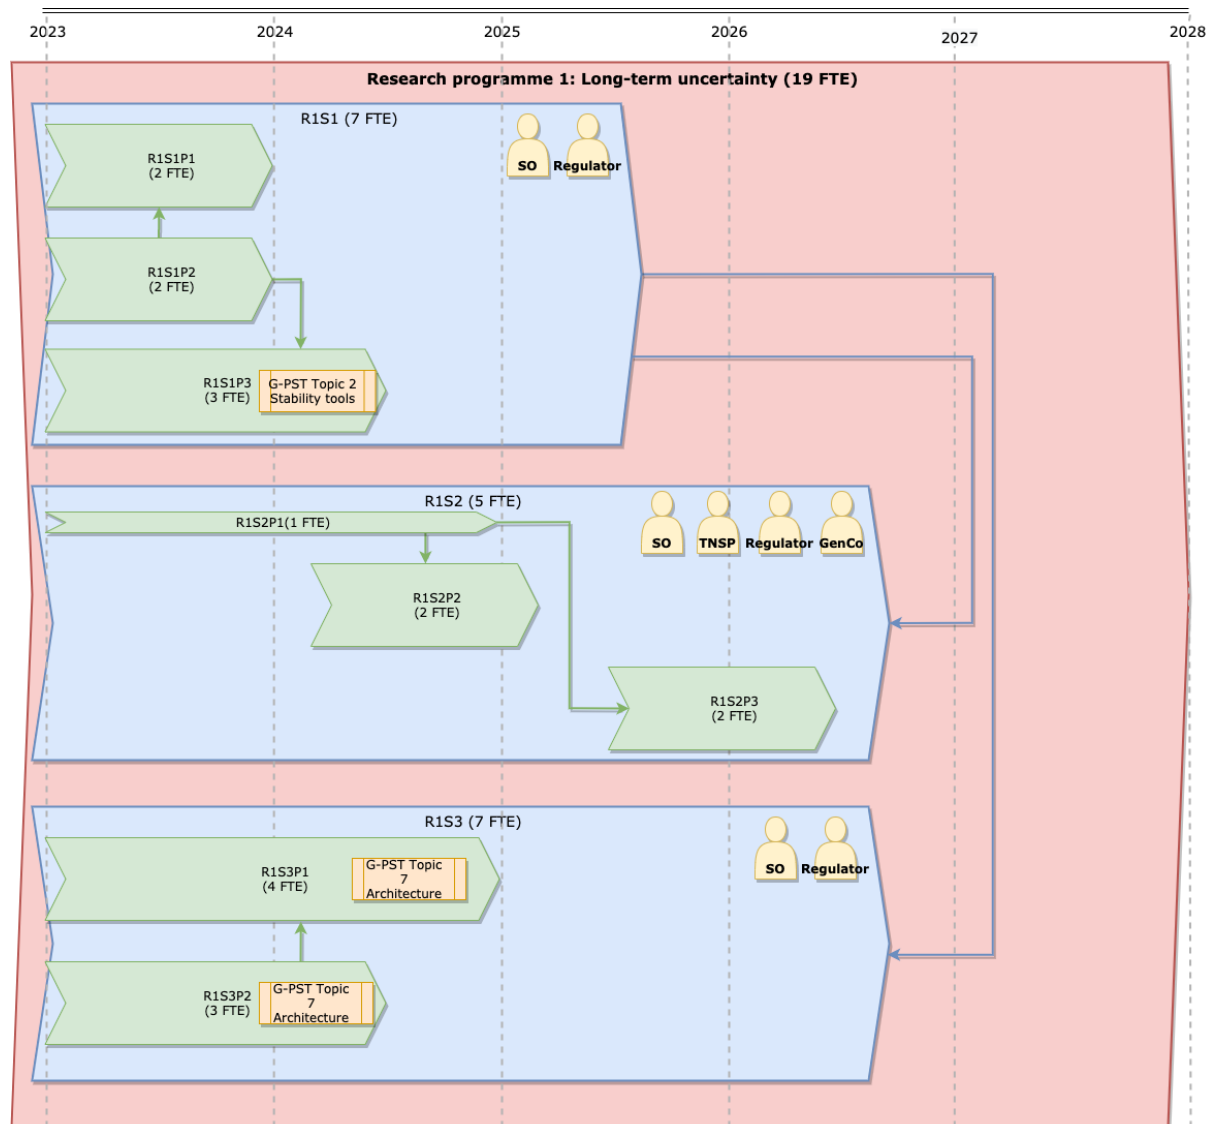 2023 2024 2025 2026 2027 2028
Research programme 1: Long-term uncertainty (19 FTE)
R1S1 (7 FTE)
SO Regulator
R1S1P1
(2 FTE)
R1S1P2
(2 FTE)
R1S1P3
(3 FTE)
G-PST Topic 2
Stability tools
R1S2 (5 FTE)
SO TNSP Regulator GenCo
R1S2P1(1 FTE)
R1S2P2
(2 FTE)
R1S2P3
(2 FTE)
R1S3 (7 FTE)
SO Regulator
R1S3P1
(4 FTE)
G-PST Topic
7
Architecture
R1S3P2
(3 FTE)
G-PST Topic
7
Architecture